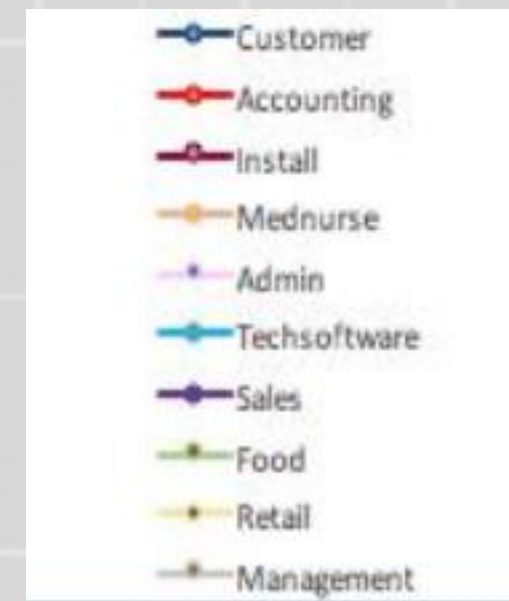 Customer
Accounting
Install
Mednurse
Admin
Techsoftware
Sales
Food
Retail
Management